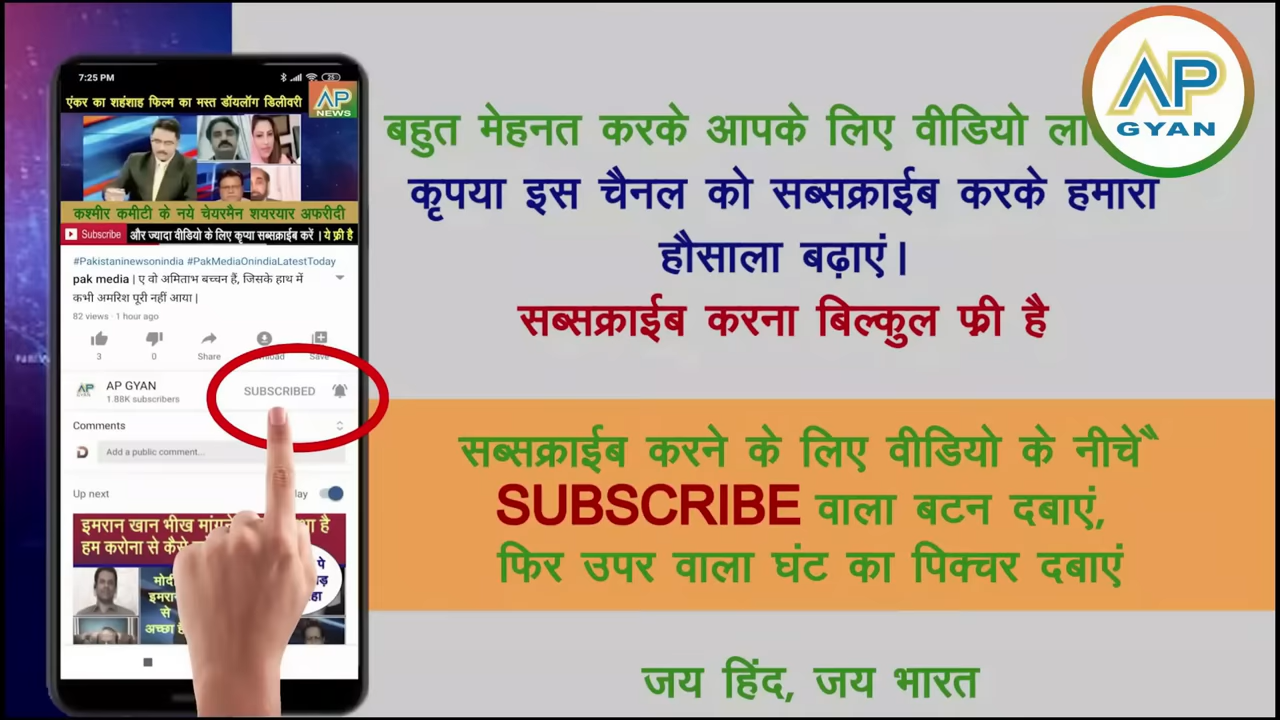 7:25 PM
25
एंकर का शहंशाह फिल्म का मस्त डॉयलॉग डिलीवरी
AP
NEWS
कश्मीर कमीटी के नये चेयरमैन शयरयार अफरीदी
Subscribe और ज्यादा वीडियो के लिए कृप्या सब्सक्राईब करें । ये फ्री है
#Pakistaninewsonindia #PakMediaOnindiaLatestToday
pak media | ए वो अमिताभ बच्चन हैं, जिसके हाथ में
कभी अमरिश पूरी नहीं आया |
82 views · 1 hour ago
3 0 Share Save
AP GYAN
1.88K subscribers
SUBSCRIBED
Comments
D Add a public comment...
Up next
इमरान खान भीख मांगने है
हम करोना से कैसे
मोदी
इमरान
से
अच्छा है
AP
GYAN
बहुत मेहनत करके आपके लिए वीडियो
कृपया इस चैनल को सब्सक्राईब करके हमारा
हौसाला बढ़ाएं|
सब्सक्राईब करना बिल्कुल फ्री है
सब्सक्राईब करने के लिए वीडियो के नीचे"
SUBSCRIBE वाला बटन दबाएं,
फिर उपर वाला घंट का पिक्चर दबाएं
जय हिंद, जय भारत